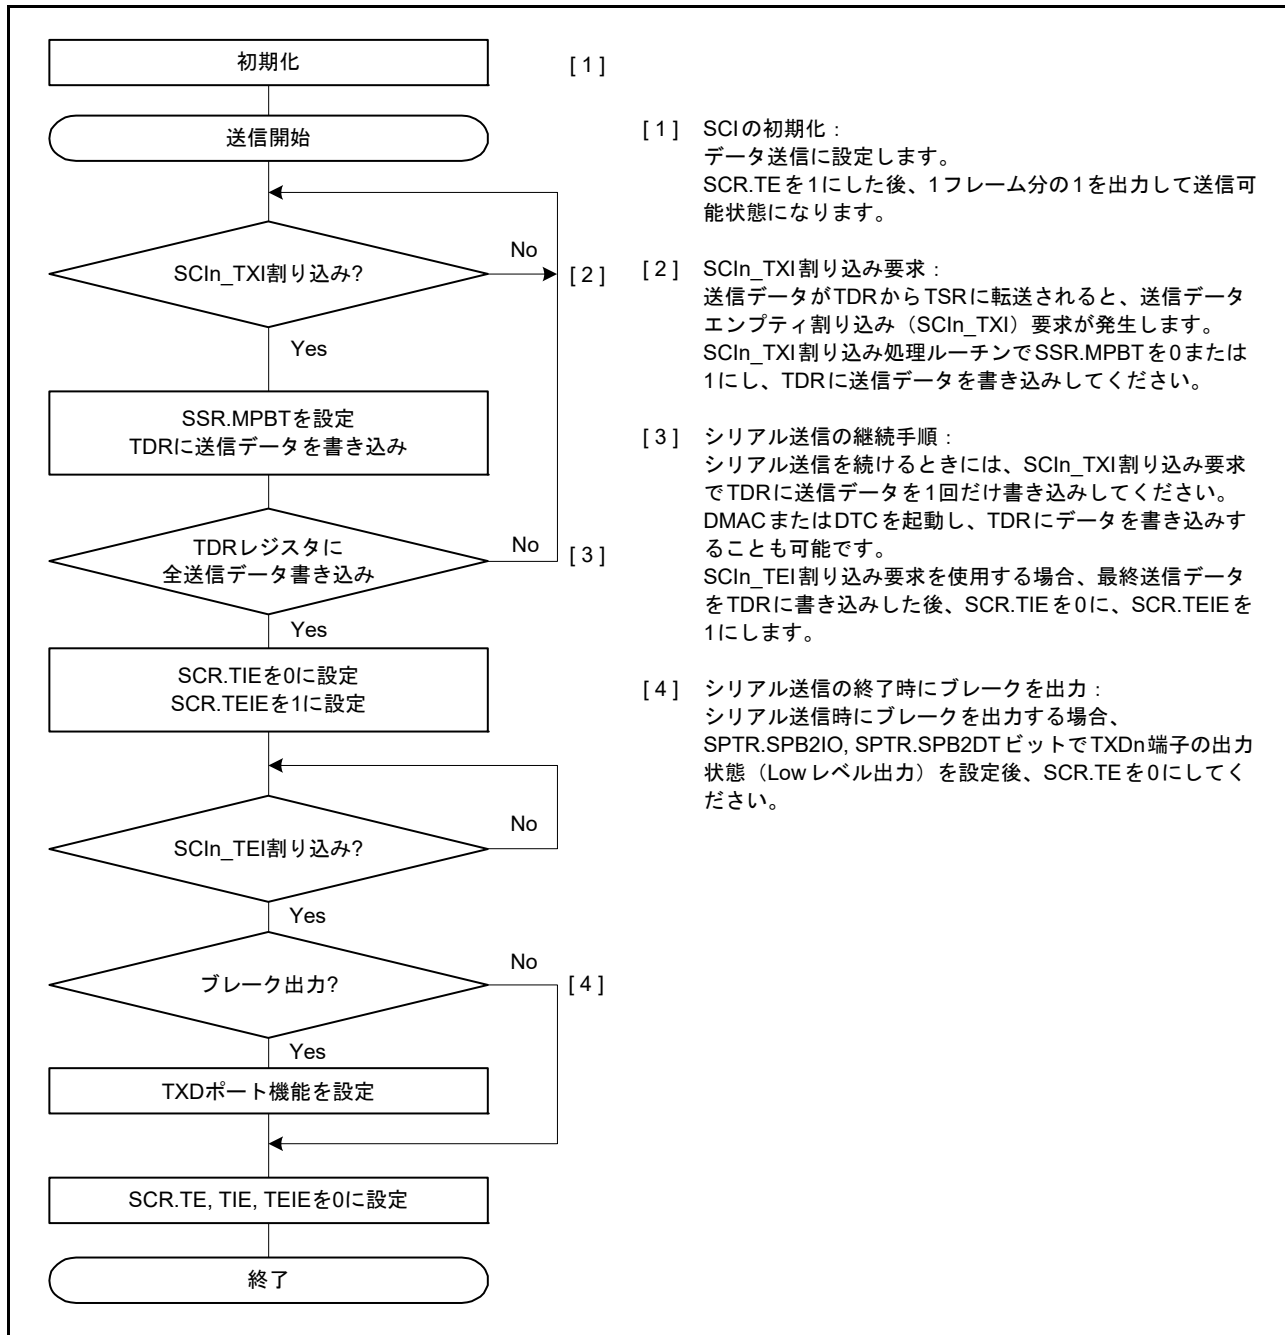 初期化
[ 1 ]
送信開始
SCIn_TXI割り込み?
No
[ 2 ]
Yes
SSR.MPBTを設定
TDRに送信データを書き込み
TDRレジスタに
全送信データ書き込み
No
[ 3 ]
Yes
SCR.TIEを0に設定
SCR.TEIEを1に設定
SCIn_TEI割り込み?
No
Yes
ブレーク出力?
No
[ 4 ]
Yes
TXDポート機能を設定
SCR.TE, TIE, TEIEを0に設定
終了
[ 1 ] SCIの初期化：
データ送信に設定します。
SCR.TEを1にした後、1フレーム分の1を出力して送信可
能状態になります。
[ 2 ] SCIn_TXI割り込み要求：
送信データがTDRからTSRに転送されると、送信データ
エンプティ割り込み（SCIn_TXI）要求が発生します。
SCIn_TXI割り込み処理ルーチンでSSR.MPBTを0または
1にし、TDRに送信データを書き込みしてください。
[ 3 ] シリアル送信の継続手順：
シリアル送信を続けるときには、SCIn_TXI割り込み要求
でTDRに送信データを1回だけ書き込みしてください。
DMACまたはDTCを起動し、TDRにデータを書き込みす
ることも可能です。
SCIn_TEI割り込み要求を使用する場合、最終送信データ
をTDRに書き込みした後、SCR.TIEを0に、SCR.TEIEを
1にします。
[ 4 ] シリアル送信の終了時にブレークを出力：
シリアル送信時にブレークを出力する場合、
SPTR.SPB2IO, SPTR.SPB2DTビットでTXDn端子の出力
状態（Lowレベル出力）を設定後、SCR.TEを0にしてく
ださい。